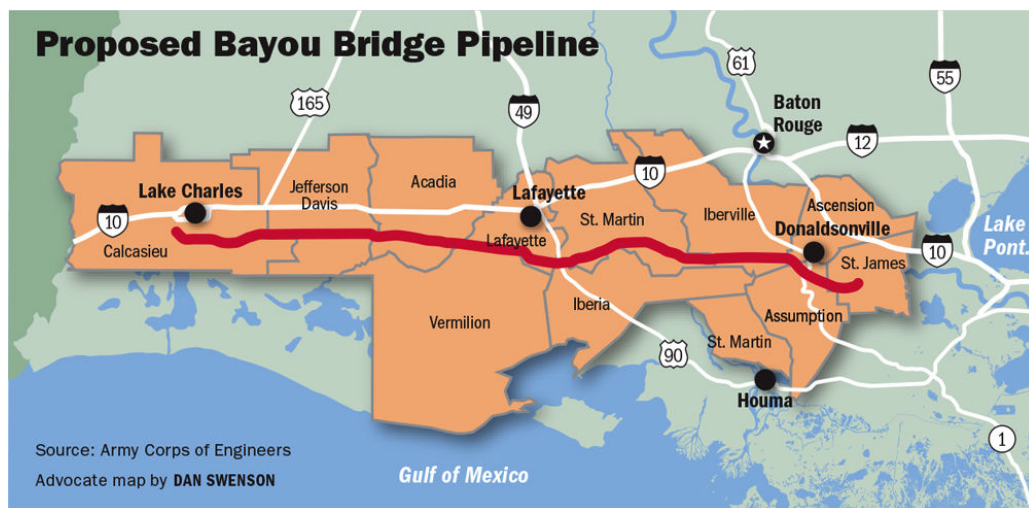 Proposed Bayou Bridge Pipeline
61
55
165
49
Baton
Rouge
12
10
Lake Charles
Jefferson
Davis
Acadia
Lafayette
St. Martin
Iberville
Ascension
Donaldsonville
Lake
Pont.
10
Calcasieu
Lafayette
St. James
10
Vermilion
Iberia
Assumption
St. Martin
90
Houma
1
Source: Army Corps of Engineers
Advocate map by DAN SWENSON
Gulf of Mexico